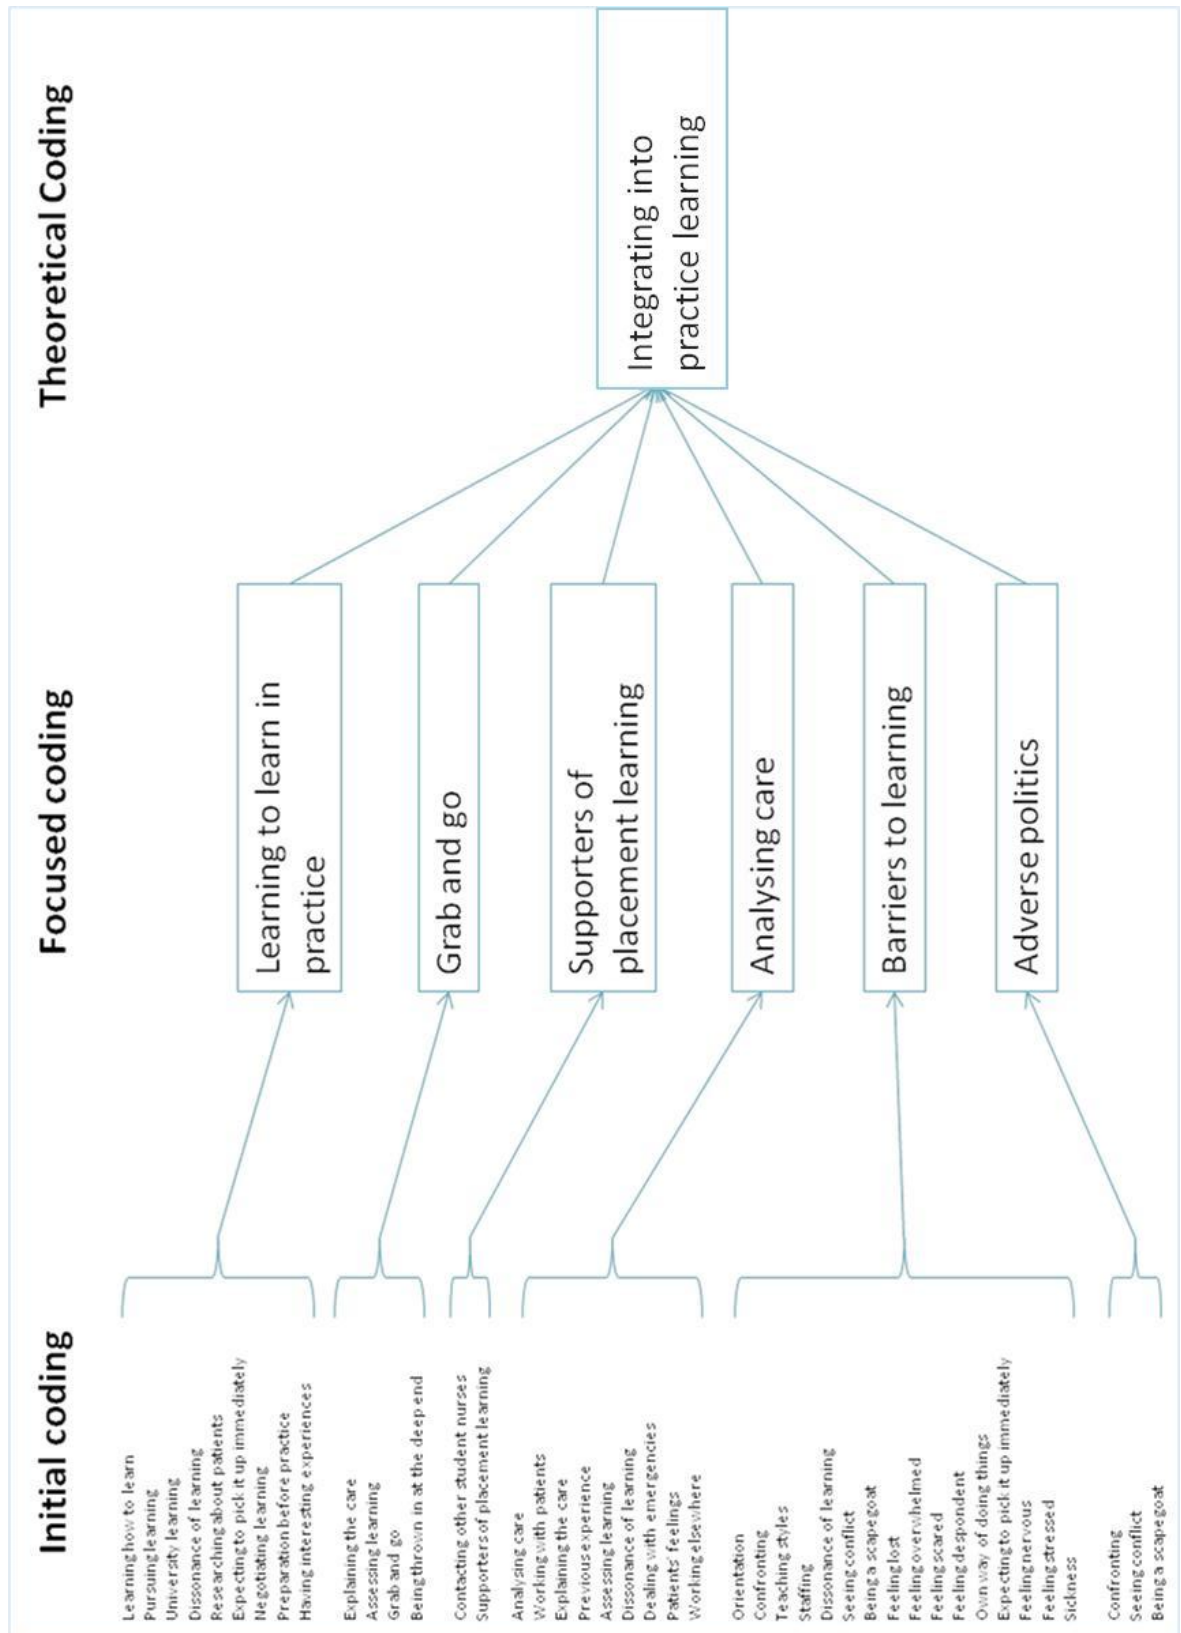 Initial coding
Focused coding
Theoretical Coding
Learning how to learn
Pursuing learning
University learning
Dissonance of learning
Researching about patients
Expecting to pick it up immediately
Negotiating learning
Preparation before practice
Having interesting experiences
Explaining the care
Assessing learning
Grab and go
Being thrown in at the deep end
Contacting other student nurses
Supporters of placement learning
Analysing care
Working with patients
Explaining the care
Previous experience
Assessing learning
Dissonance of learning
Dealing with emergencies
Patients' feelings
Working elsewhere
Orientation
Confronting
Teaching styles
Staffing
Dissonance of learning
Seeing conflict
Being a scapegoat
Feeling lost
Feeling overwhelmed
Feeling scared
Feeling despondent
Own way of doing things
Expecting to pick it up immediately
Feeling nervous
Feeling stressed
Sickness
Confronting
Seeing conflict
Being a scapegoat
Learning to learn in
practice
Grab and go
Supporters of
placement learning
Analysing care
Barriers to learning
Adverse politics
Integrating into
practice learning